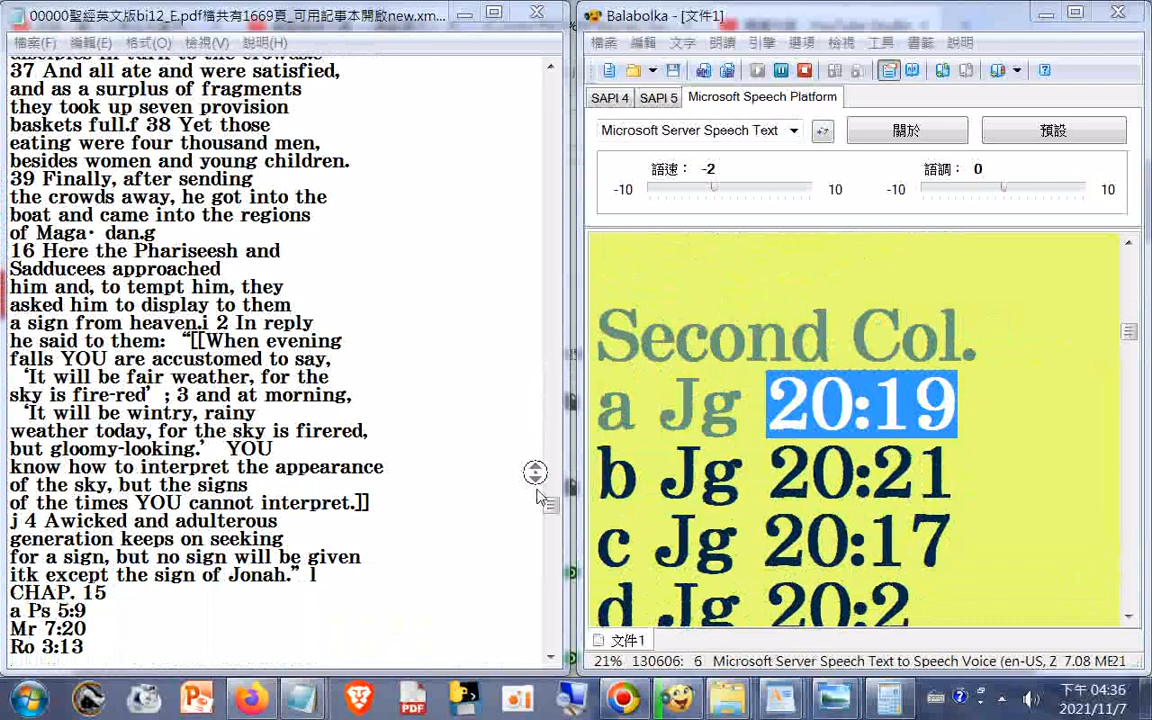 00000聖經英文版bi12_E.pdf檔共有1669頁_可用記事本開啟new.xm...
檔案(F) 編輯(E) 格式(O) 檢視(V) 說明(H)
disciples in turn to the crowds.e
37 And all ate and were satisfied,
and as a surplus of fragments
they took up seven provision
baskets full.f 38 Yet those
eating were four thousand men,
besides women and young children.
39 Finally, after sending
the crowds away, he got into the
boat and came into the regions
of Maga· dan.g
16 Here the Phariseesh and
Sadducees approached
him and, to tempt him, they
asked him to display to them
a sign from heaven.i 2 In reply
he said to them: “[[When evening
falls YOU are accustomed to say,
‘It will be fair weather, for the
sky is fire-red’; 3 and at morning,
‘It will be wintry, rainy
weather today, for the sky is firered,
but gloomy-looking.’ YOU
know how to interpret the appearance
of the sky, but the signs
of the times YOU cannot interpret.]]
j 4 Awicked and adulterous
generation keeps on seeking
for a sign, but no sign will be given
itk except the sign of Jonah.” l
CHAP. 15
a Ps 5:9
Mr 7:20
Ro 3:13
Balabolka - [文件1]
檔案 編輯 文字 朗讀 引擎 選項 檢視 工具 書籤 說明
SAPI 4 SAPI 5 Microsoft Speech Platform
Microsoft Server Speech Text 關於 預設
語速： -2 語調： 0
-10 10 -10 10
Second Col.
a Jg 20:19
b Jg 20:21
c Jg 20:17
d Jg 20:2
文件1
21% 130606: 6 Microsoft Server Speech Text to Speech Voice (en-US, Z 7.08 ME 21
PDF
下午 04:36
2021/11/7